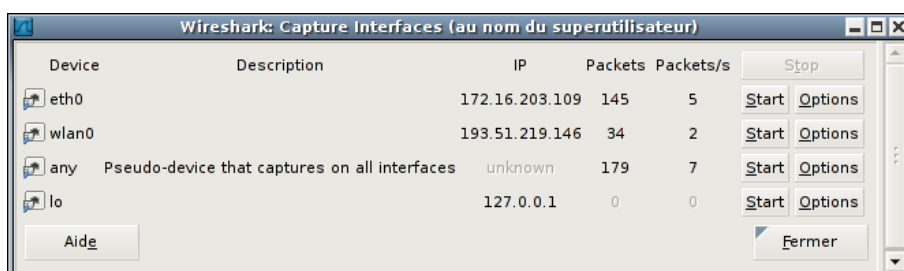 Wireshark: Capture Interfaces (au nom du superutilisateur)
Device Description IP Packets Packets/s Stop
eth0 172.16.203.109 145 5 Start Options
wlan0 193.51.219.146 34 2 Start Options
any Pseudo-device that captures on all interfaces unknown 179 7 Start Options
lo 127.0.0.1 0 0 Start Options
Aide Fermer